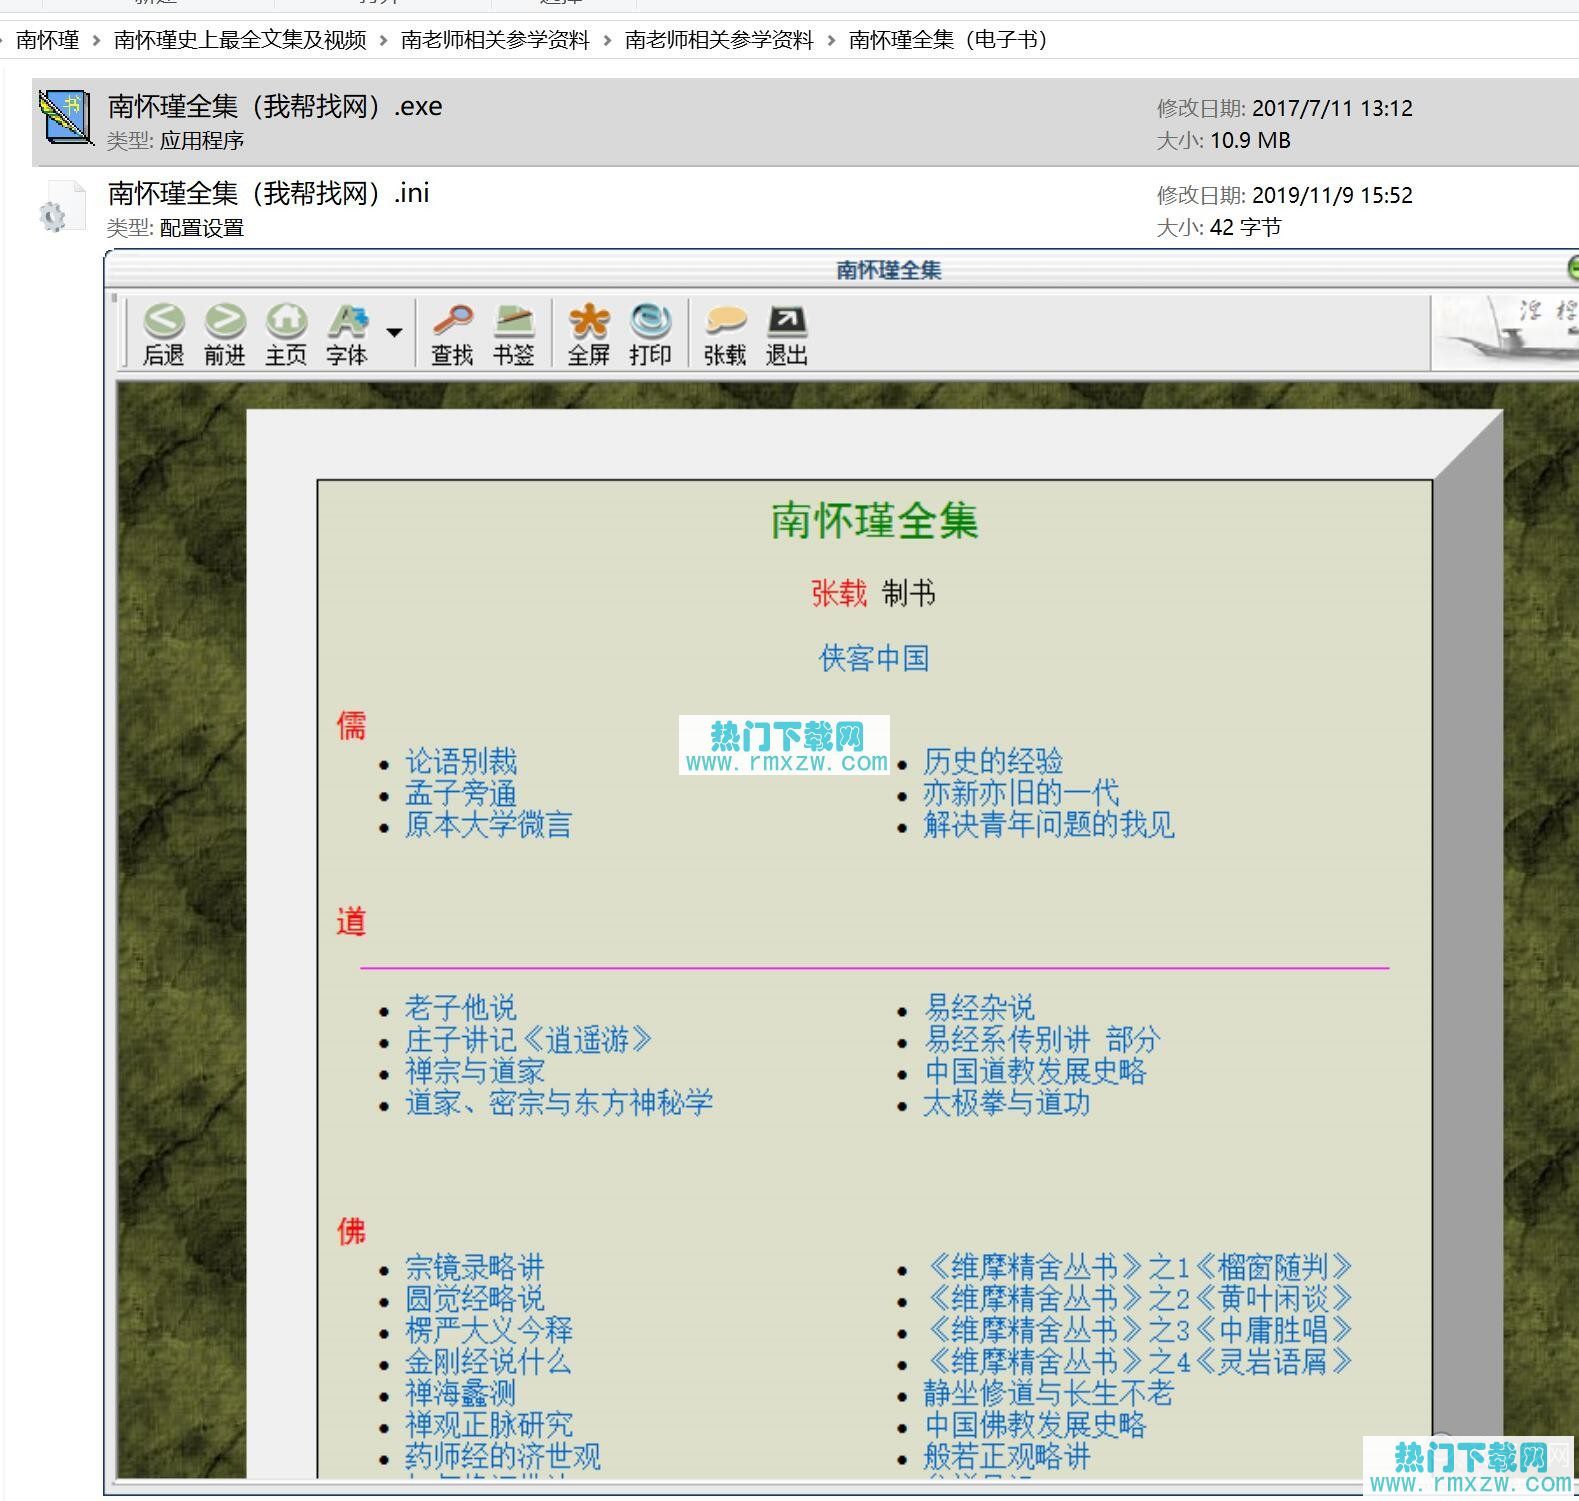 南怀瑾 › 南怀瑾史上最全文集及视频 › 南老师相关参学资料 › 南老师相关参学资料 › 南怀瑾全集（电子书）
南怀瑾全集（我帮找网）.exe
修改日期: 2017/7/11 13:12
类型: 应用程序
大小: 10.9 MB
南怀瑾全集（我帮找网）.ini
修改日期: 2019/11/9 15:52
类型: 配置设置
大小: 42 字节
南怀瑾全集
后退 前进 主页 字体 查找 书签 全屏 打印 张载 退出
南怀瑾全集
张载 制书
侠客中国
儒
热门下载网
www.rmxzw.com
论语别裁
历史的经验
孟子旁通
亦新亦旧的一代
原本大学微言
解决青年问题的我见
道
老子他说
易经杂说
庄子讲记《逍遥游》
易经系传别讲 部分
禅宗与道家
中国道教发展史略
道家、密宗与东方神秘学
太极拳与道功
佛
宗镜录略讲
《维摩精舍丛书》之1《榴窗随判》
圆觉经略说
《维摩精舍丛书》之2《黄叶闲谈》
楞严大义今释
《维摩精舍丛书》之3《中庸胜唱》
金刚经说什么
《维摩精舍丛书》之4《灵岩语屑》
禅海蠡测
静坐修道与长生不老
禅观正脉研究
中国佛教发展史略
药师经的济世观
般若正观略讲
热门下载网
www.rmxzw.com